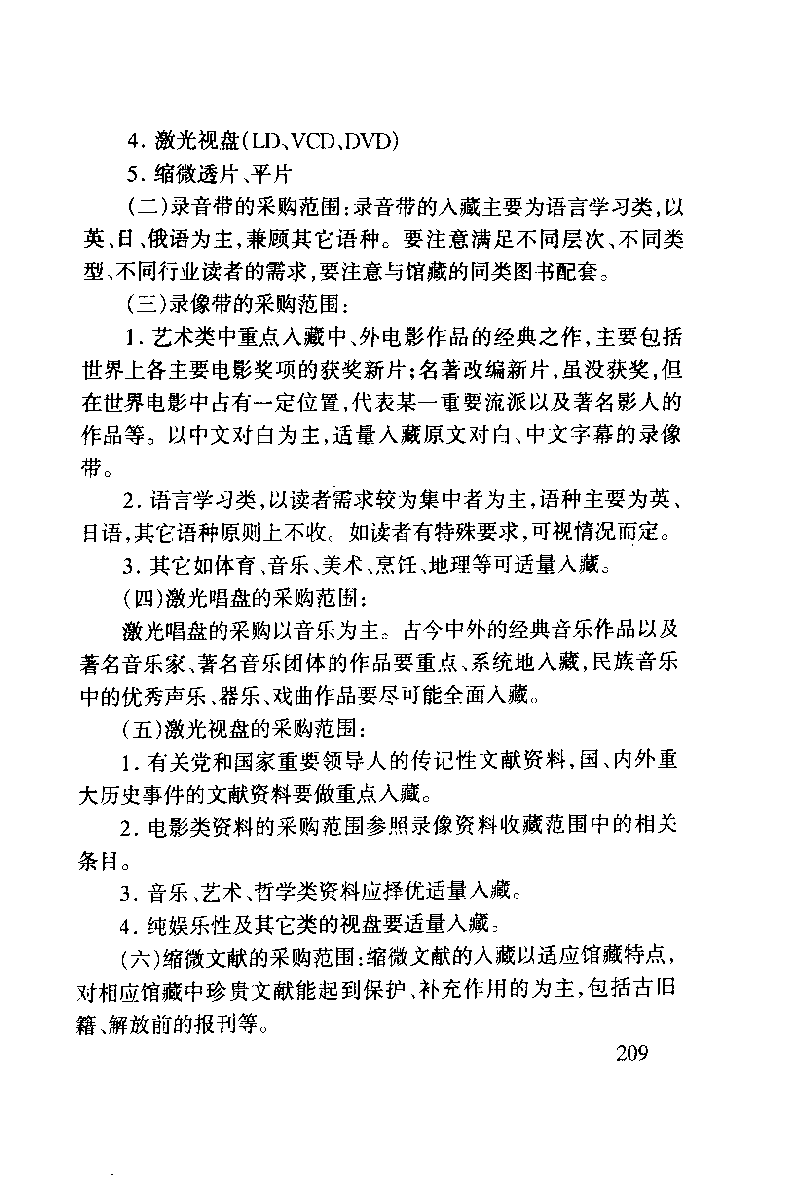 4. 激光视盘(LD、VCD、DVD)
5. 缩微透片、平片
(二)录音带的采购范围:录音带的入藏主要为语言学习类,以
英、日、俄语为主,兼顾其它语种。要注意满足不同层次、不同类
型、不同行业读者的需求,要注意与馆藏的同类图书配套。
(三)录像带的采购范围:
1. 艺术类中重点入藏中、外电影作品的经典之作,主要包括
世界上各主要电影奖项的获奖新片;名著改编新片,虽没获奖,但
在世界电影中占有一定位置,代表某一重要流派以及著名影人的
作品等。以中文对白为主,适量入藏原文对白、中文字幕的录像
带。
2. 语言学习类,以读者需求较为集中者为主,语种主要为英、
日语,其它语种原则上不收。如读者有特殊要求,可视情况而定。
3. 其它如体育、音乐、美术、烹饪、地理等可适量入藏。
(四)激光唱盘的采购范围:
激光唱盘的采购以音乐为主。古今中外的经典音乐作品以及
著名音乐家、著名音乐团体的作品要重点、系统地入藏,民族音乐
中的优秀声乐、器乐、戏曲作品要尽可能全面入藏。
(五)激光视盘的采购范围:
1. 有关党和国家重要领导人的传记性文献资料,国、内外重
大历史事件的文献资料要做重点入藏。
2. 电影类资料的采购范围参照录像资料收藏范围中的相关
条目。
3. 音乐、艺术、哲学类资料应择优适量入藏。
4. 纯娱乐性及其它类的视盘要适量入藏。
(六)缩微文献的采购范围:缩微文献的入藏以适应馆藏特点,
对相应馆藏中珍贵文献能起到保护、补充作用的为主,包括古旧
籍、解放前的报刊等。
209